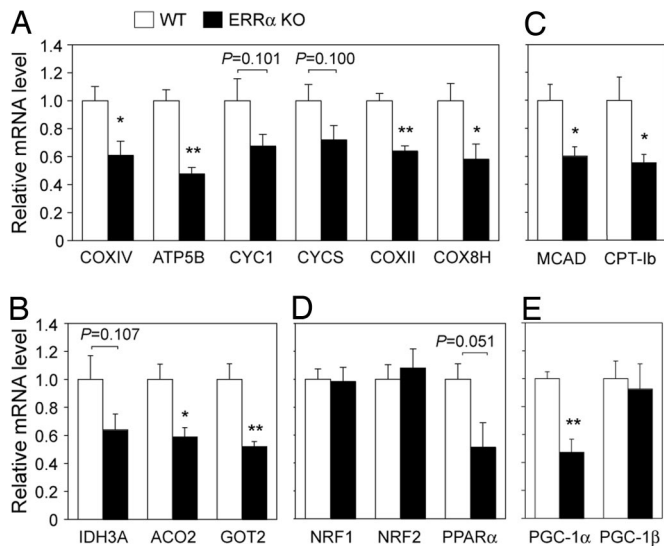 A
WT ERRα KO
C
Relative mRNA level
1.4
1.2
1.0
0.8
0.6
0.4
0.2
0
P=0.101
P=0.100
*
**
**
*
*
*
COXIV ATP5B CYC1 CYCS COXII COX8H
MCAD CPT-Ib
B
D
E
Relative mRNA level
1.4
1.2
1.0
0.8
0.6
0.4
0.2
0
P=0.107
*
**
P=0.051
**
IDH3A ACO2 GOT2
NRF1 NRF2 PPARα
PGC-1α PGC-1β